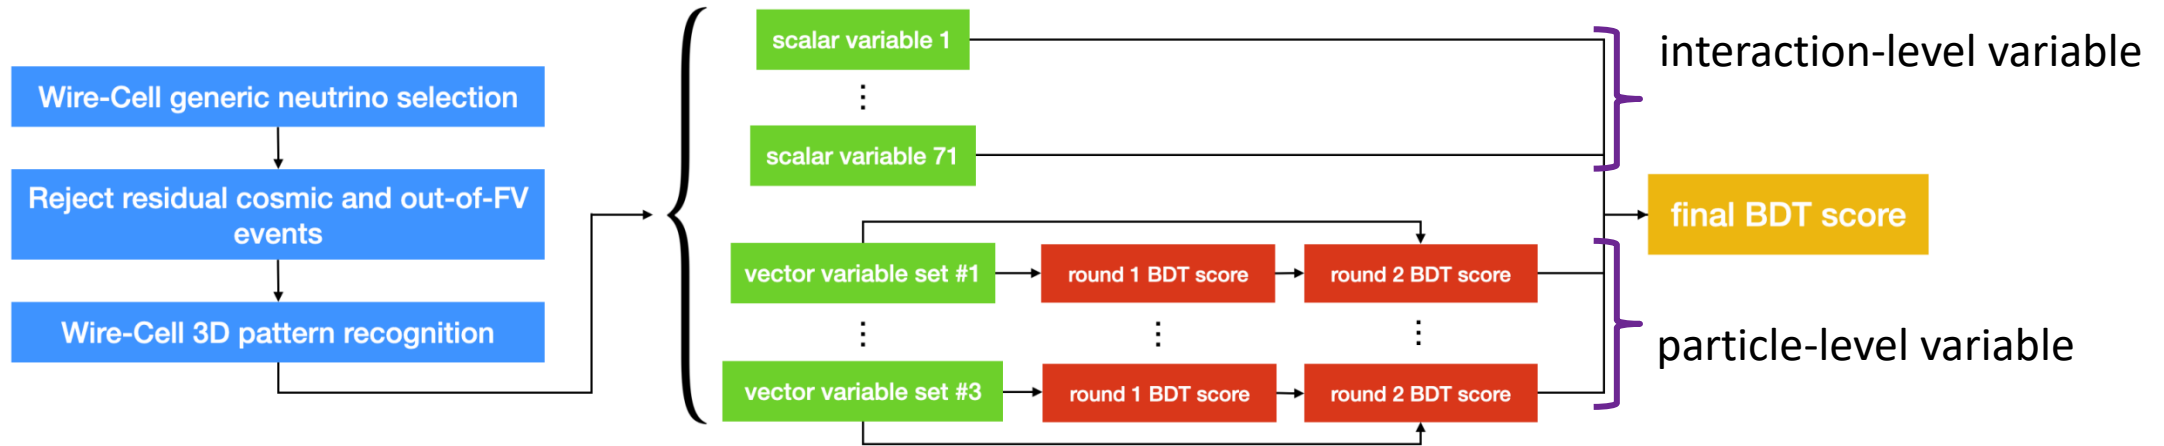 Wire-Cell generic neutrino selection
Reject residual cosmic and out-of-FV
events
Wire-Cell 3D pattern recognition
scalar variable 1
⋮
scalar variable 71
vector variable set #1
round 1 BDT score
round 2 BDT score
⋮
⋮
⋮
vector variable set #3
round 1 BDT score
round 2 BDT score
interaction-level variable
final BDT score
particle-level variable